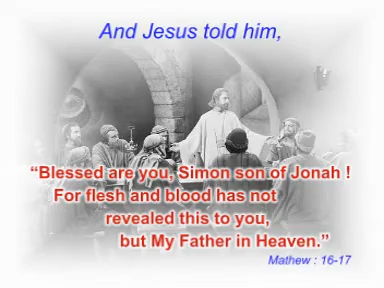 And Jesus told him,
“Blessed are you, Simon son of Jonah !
For flesh and blood has not
revealed this to you,
but My Father in Heaven.”
Mathew : 16-17